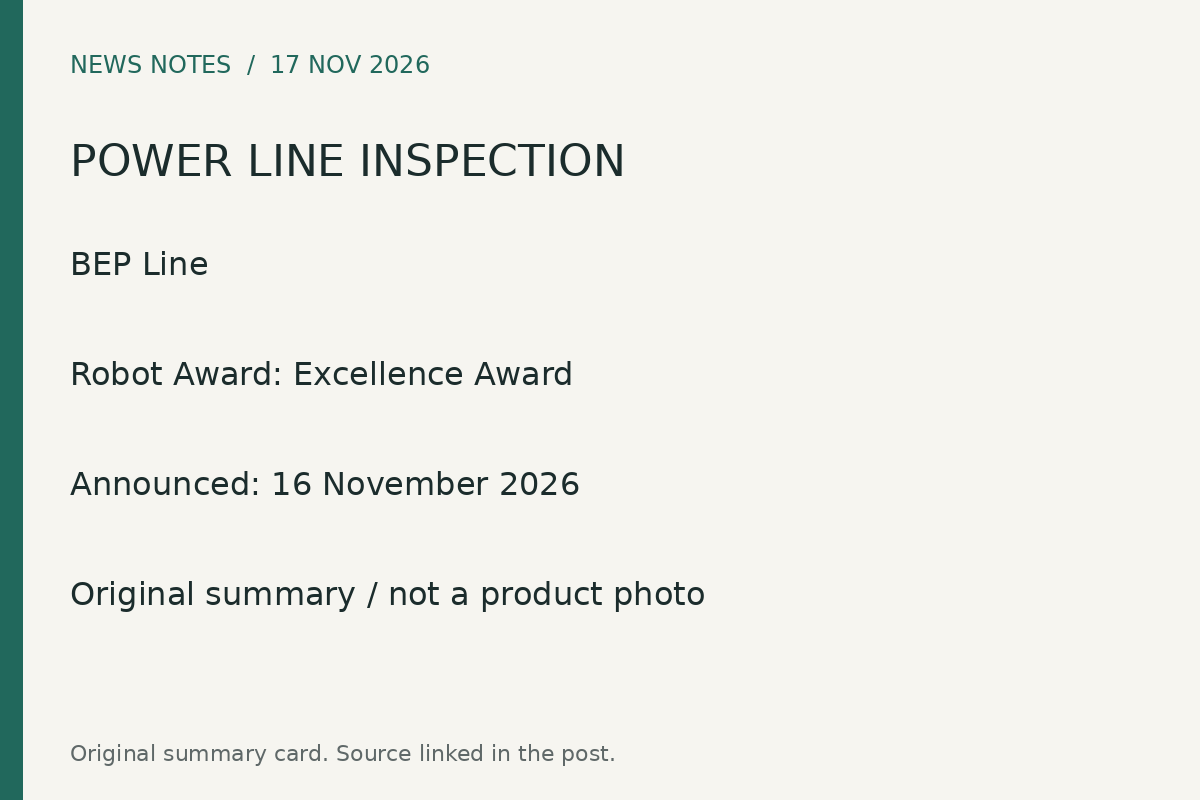 NEWS NOTES / 17 NOV 2026
POWER LINE INSPECTION
BEP Line
Robot Award: Excellence Award
Announced: 16 November 2026
Original summary / not a product photo
Original summary card. Source linked in the post.